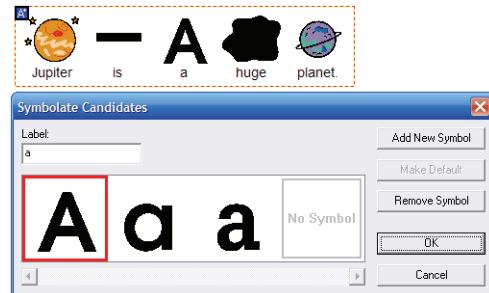 A
A
Jupiter is a huge planet.
Symbolate Candidates
Label:
a
Add New Symbol
Make Default
Remove Symbol
A a a No Symbol
OK
Cancel